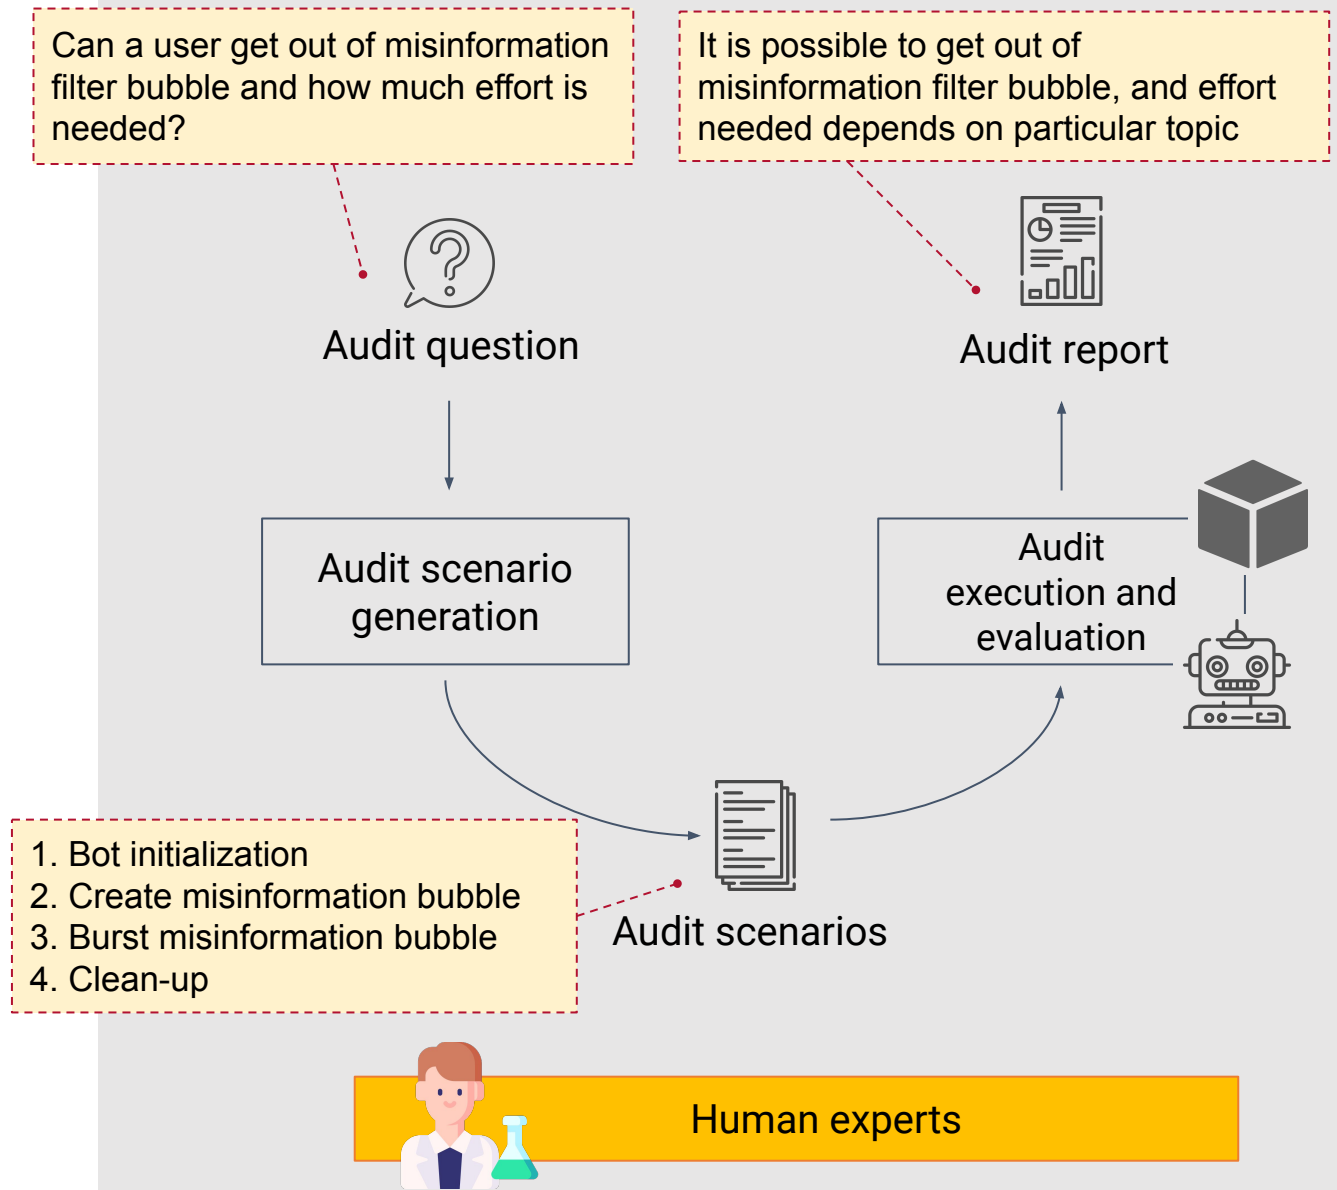 Can a user get out of misinformation
filter bubble and how much effort is
needed?
It is possible to get out of
misinformation filter bubble, and effort
needed depends on particular topic
Audit question
Audit report
Audit scenario
generation
Audit
execution and
evaluation
1. Bot initialization
2. Create misinformation bubble
3. Burst misinformation bubble
4. Clean-up
Audit scenarios
Human experts